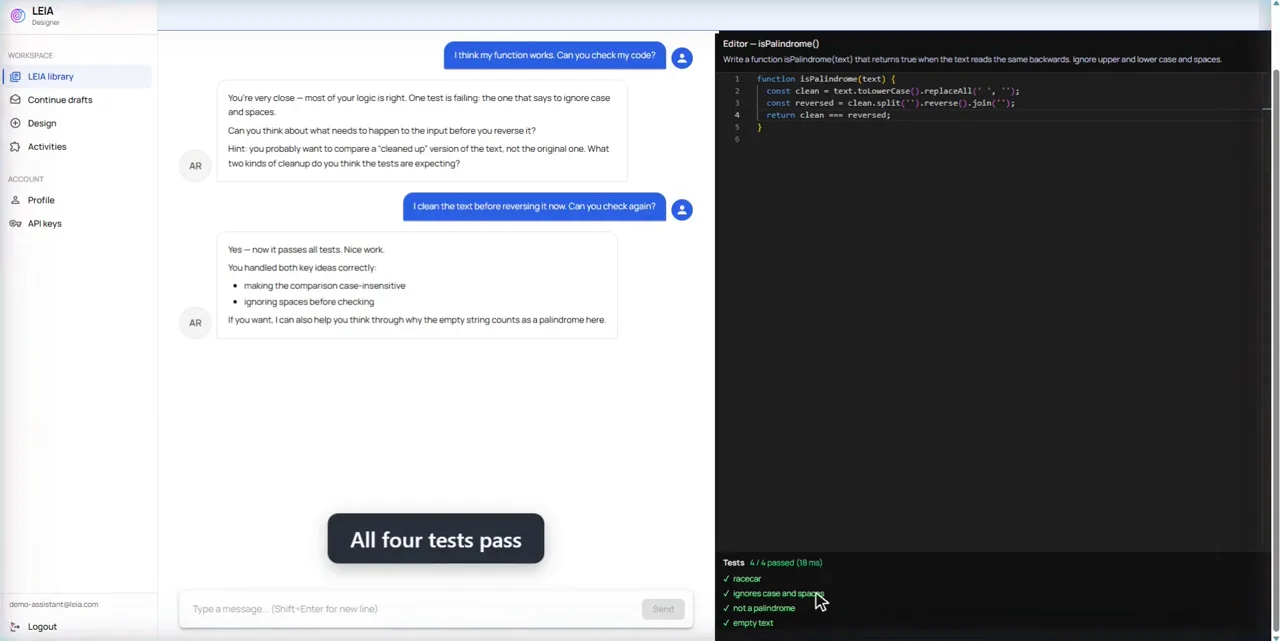 LEIA
Designer
WORKSPACE
LEIA library
Continue drafts
Design
Activities
ACCOUNT
Profile
API keys
demo-assistant@leia.com
Logout
I think my function works. Can you check my code?
You're very close — most of your logic is right. One test is failing: the one that says to ignore case
and spaces.
Can you think about what needs to happen to the input before you reverse it?
Hint: you probably want to compare a "cleaned up" version of the text, not the original one. What
two kinds of cleanup do you think the tests are expecting?
AR
I clean the text before reversing it now. Can you check again?
Yes — now it passes all tests. Nice work.
You handled both key ideas correctly:
• making the comparison case-insensitive
• ignoring spaces before checking
If you want, I can also help you think through why the empty string counts as a palindrome here.
AR
All four tests pass
Type a message... (Shift+Enter for new line)
Send
Editor — isPalindrome()
Write a function isPalindrome(text) that returns true when the text reads the same backwards. Ignore upper and lower case and spaces.
1 function isPalindrome(text) {
2 const clean = text.toLowerCase().replaceAll(' ', '');
3 const reversed = clean.split('').reverse().join('');
4 return clean === reversed;
5 }
6
Tests 4 / 4 passed (18 ms)
✓ racecar
✓ ignores case and spaces
✓ not a palindrome
✓ empty text